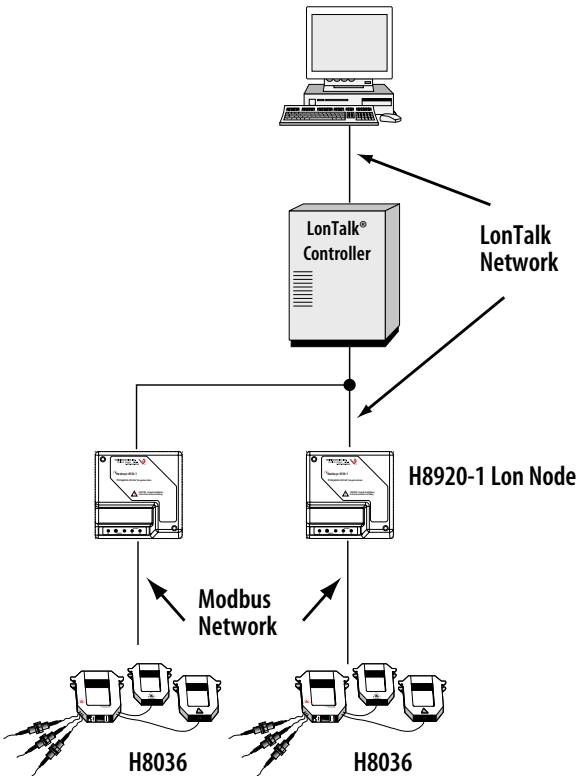 LonTalk®
Controller
LonTalk
Network
H8920-1 Lon Node
Modbus
Network
H8036
H8036